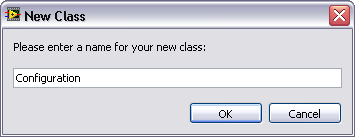 New Class
Please enter a name for your new class:
Configuration
OK
Cancel